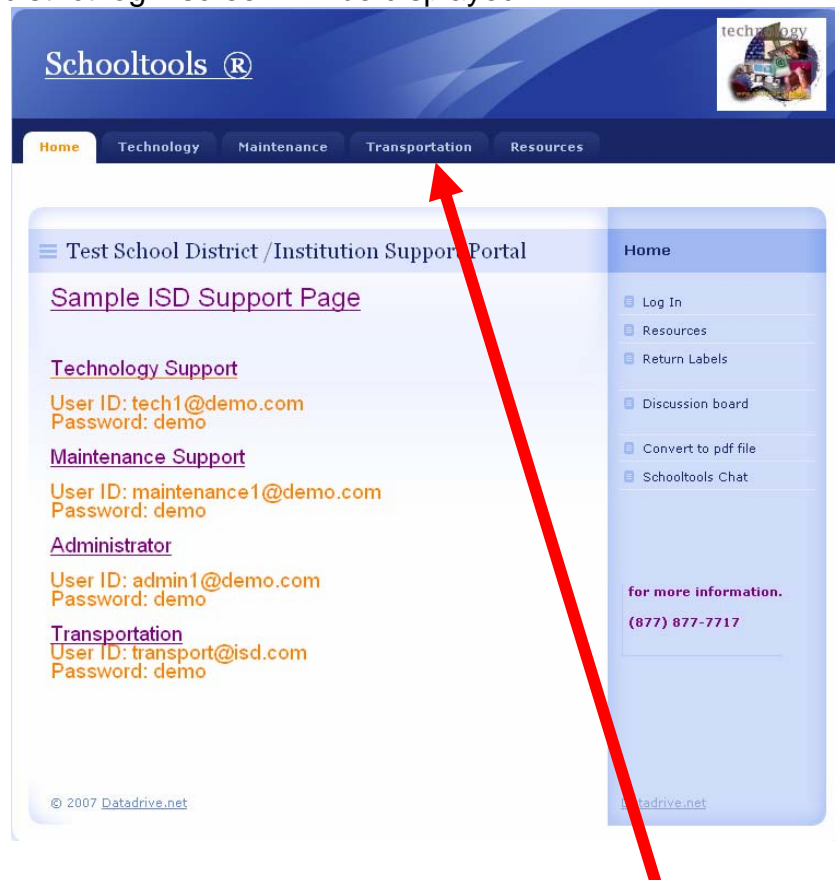 Schooltools ®
technology
Home Technology Maintenance Transportation Resources
Test School District /Institution Support Portal
Sample ISD Support Page
Technology Support
User ID: tech1@demo.com
Password: demo
Maintenance Support
User ID: maintenance1@demo.com
Password: demo
Administrator
User ID: admin1@demo.com
Password: demo
Transportation
User ID: transport@isd.com
Password: demo
© 2007 Datadrive.net
Home
Log In
Resources
Return Labels
Discussion board
Convert to pdf file
Schooltools Chat
for more information.
(877) 877-7717
Datadrive.net